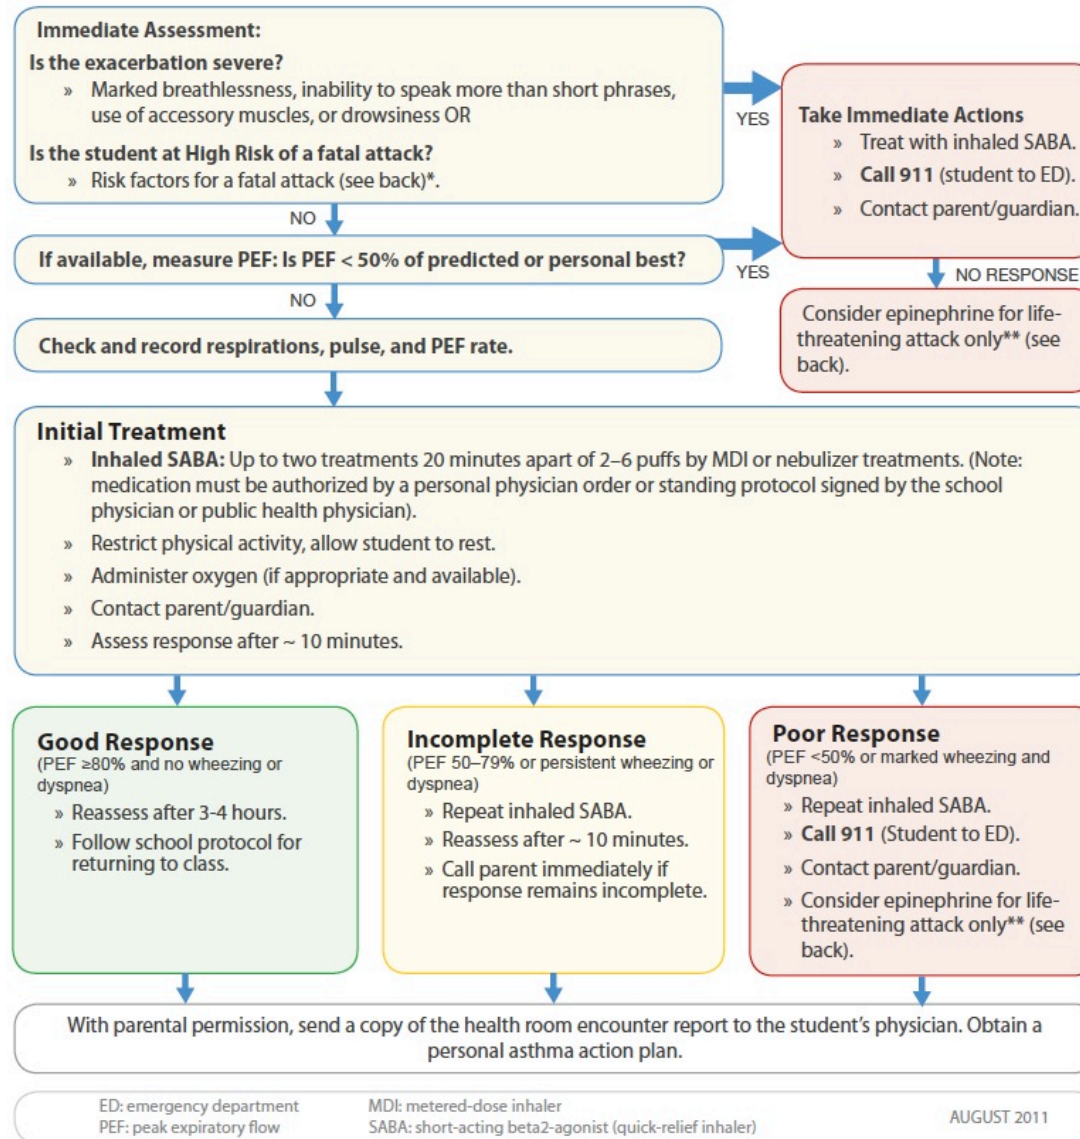 Immediate Assessment:
Is the exacerbation severe?
» Marked breathlessness, inability to speak more than short phrases,
use of accessory muscles, or drowsiness OR
Is the student at High Risk of a fatal attack?
» Risk factors for a fatal attack (see back)*.
YES
Take Immediate Actions
» Treat with inhaled SABA.
» Call 911 (student to ED).
» Contact parent/guardian.
NO
If available, measure PEF: Is PEF < 50% of predicted or personal best?
YES
NO RESPONSE
Consider epinephrine for life-
threatening attack only** (see
back).
NO
Check and record respirations, pulse, and PEF rate.
Initial Treatment
» Inhaled SABA: Up to two treatments 20 minutes apart of 2–6 puffs by MDI or nebulizer treatments. (Note:
medication must be authorized by a personal physician order or standing protocol signed by the school
physician or public health physician).
» Restrict physical activity, allow student to rest.
» Administer oxygen (if appropriate and available).
» Contact parent/guardian.
» Assess response after ~ 10 minutes.
Good Response
(PEF ≥80% and no wheezing or
dyspnea)
» Reassess after 3-4 hours.
» Follow school protocol for
returning to class.
Incomplete Response
(PEF 50–79% or persistent wheezing or
dyspnea)
» Repeat inhaled SABA.
» Reassess after ~ 10 minutes.
» Call parent immediately if
response remains incomplete.
Poor Response
(PEF <50% or marked wheezing and
dyspnea)
» Repeat inhaled SABA.
» Call 911 (Student to ED).
» Contact parent/guardian.
» Consider epinephrine for life-
threatening attack only** (see
back).
With parental permission, send a copy of the health room encounter report to the student's physician. Obtain a
personal asthma action plan.
ED: emergency department
PEF: peak expiratory flow
MDI: metered-dose inhaler
SABA: short-acting beta2-agonist (quick-relief inhaler)
AUGUST 2011